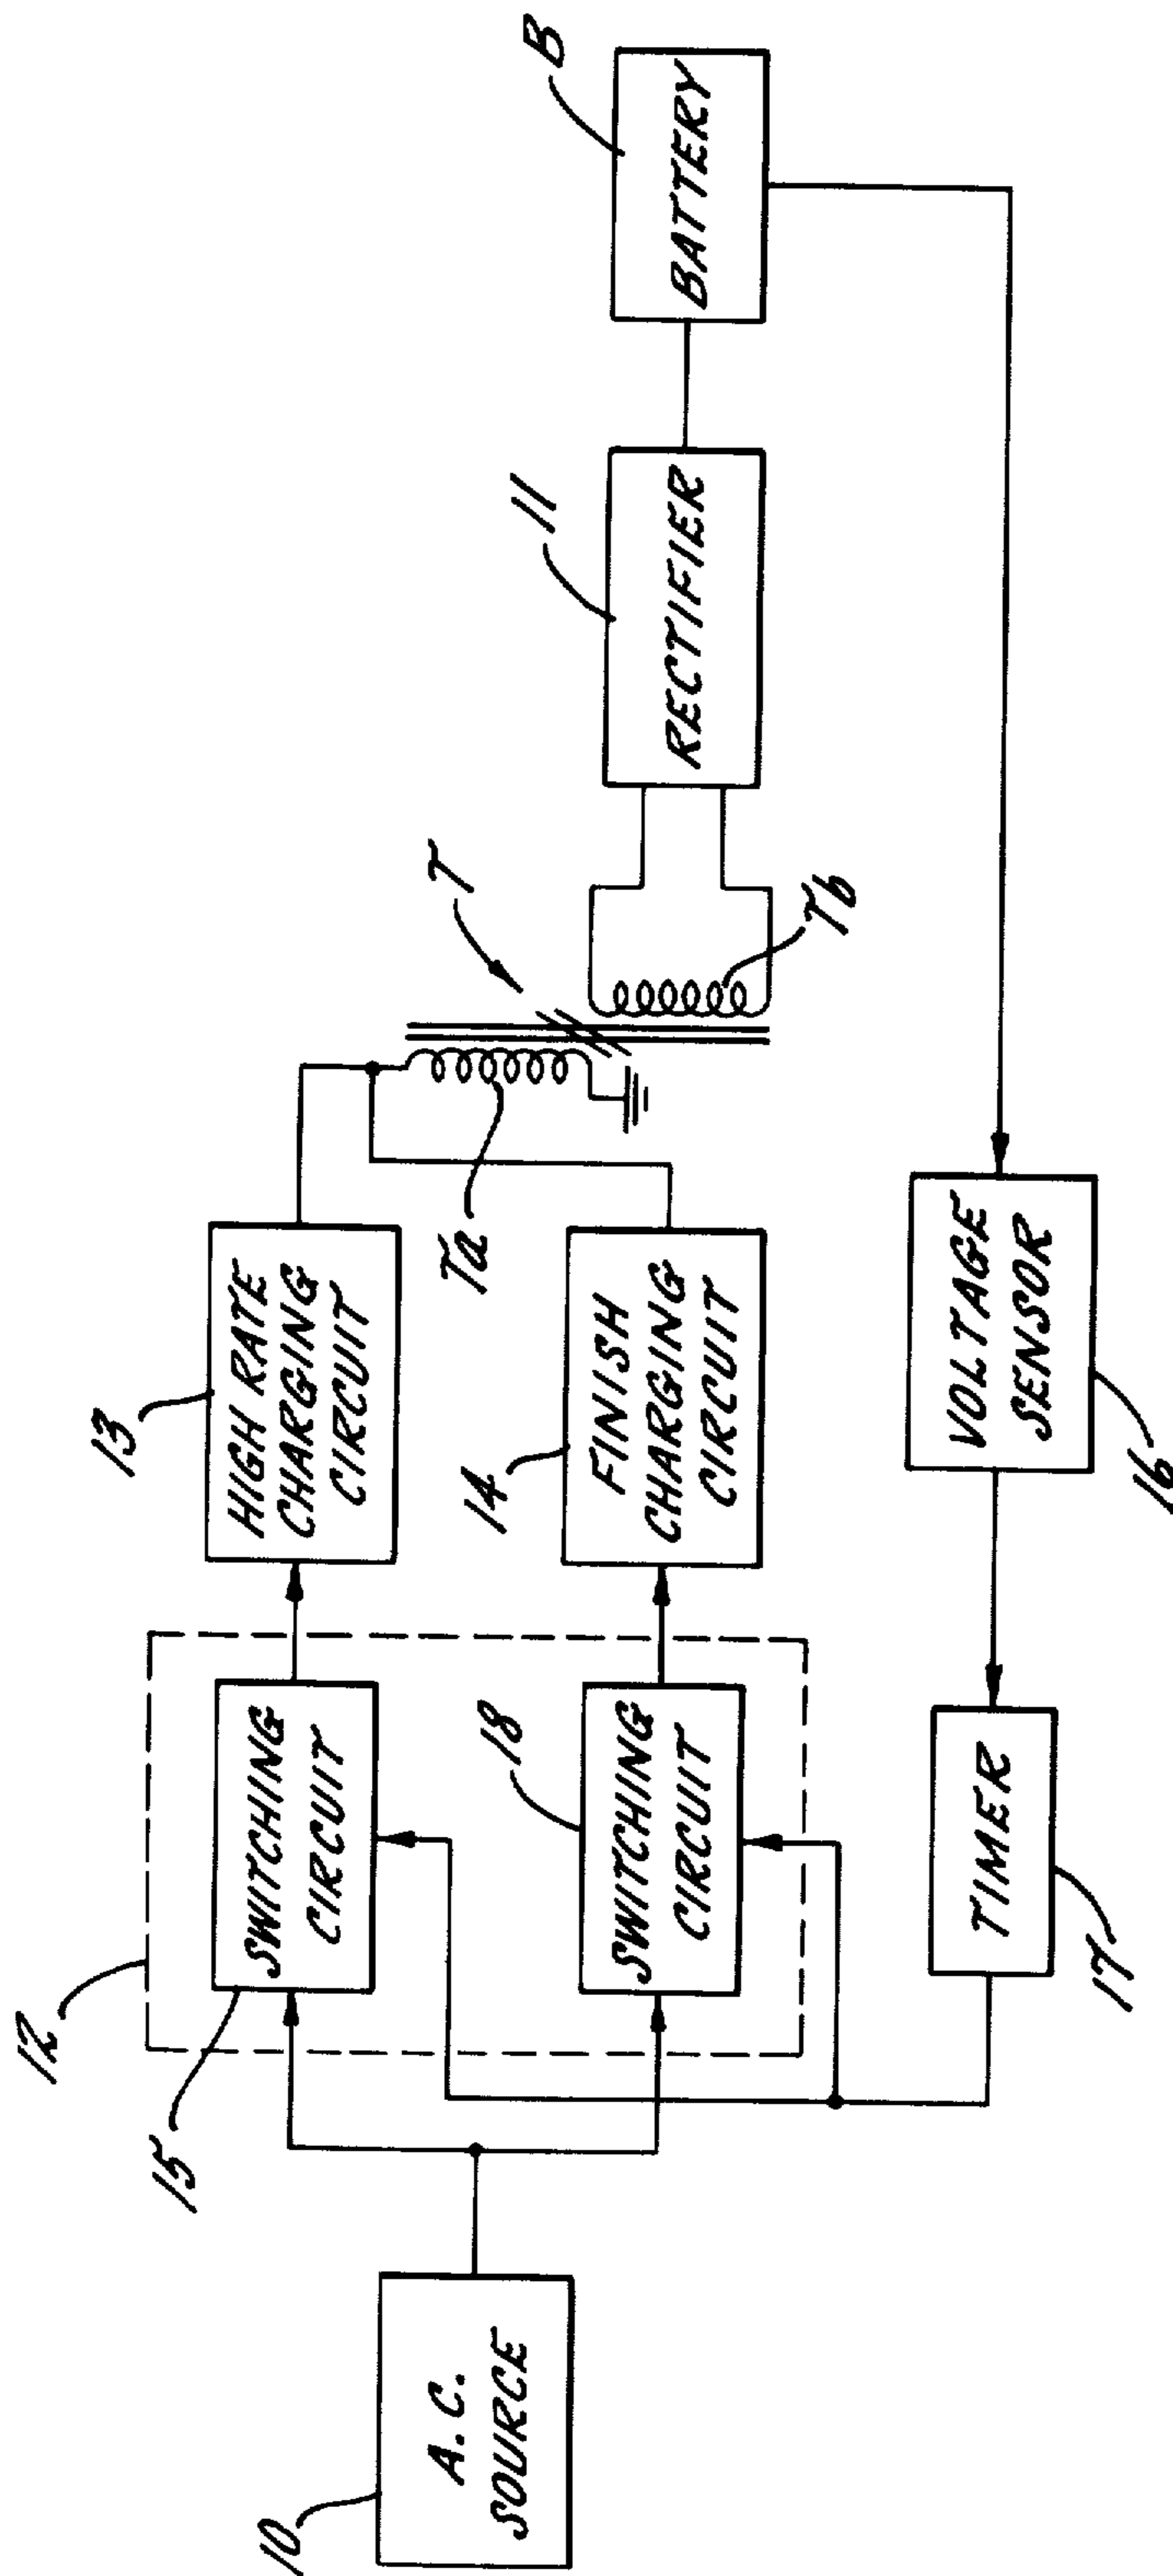 10
A.C.
SOURCE
12
15
SWITCHING
CIRCUIT
18
SWITCHING
CIRCUIT
13
HIGH RATE
CHARGING
CIRCUIT
14
FINISH
CHARGING
CIRCUIT
T
Ta
Tb
11
RECTIFIER
B
BATTERY
17
TIMER
16
VOLTAGE
SENSOR